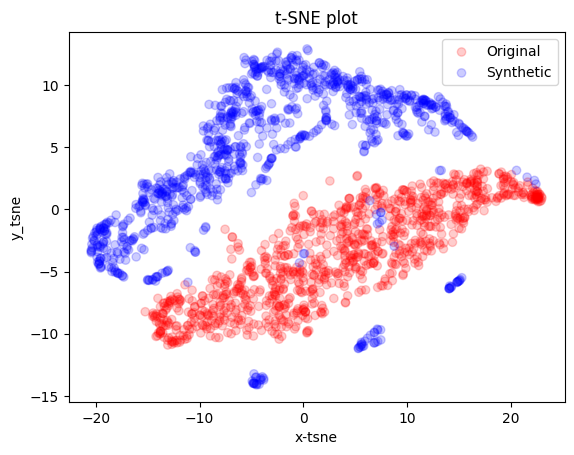 t-SNE plot
Original
Synthetic
y_tsne
10
5
0
−5
−10
−15
−20
−10
0
10
20
x-tsne